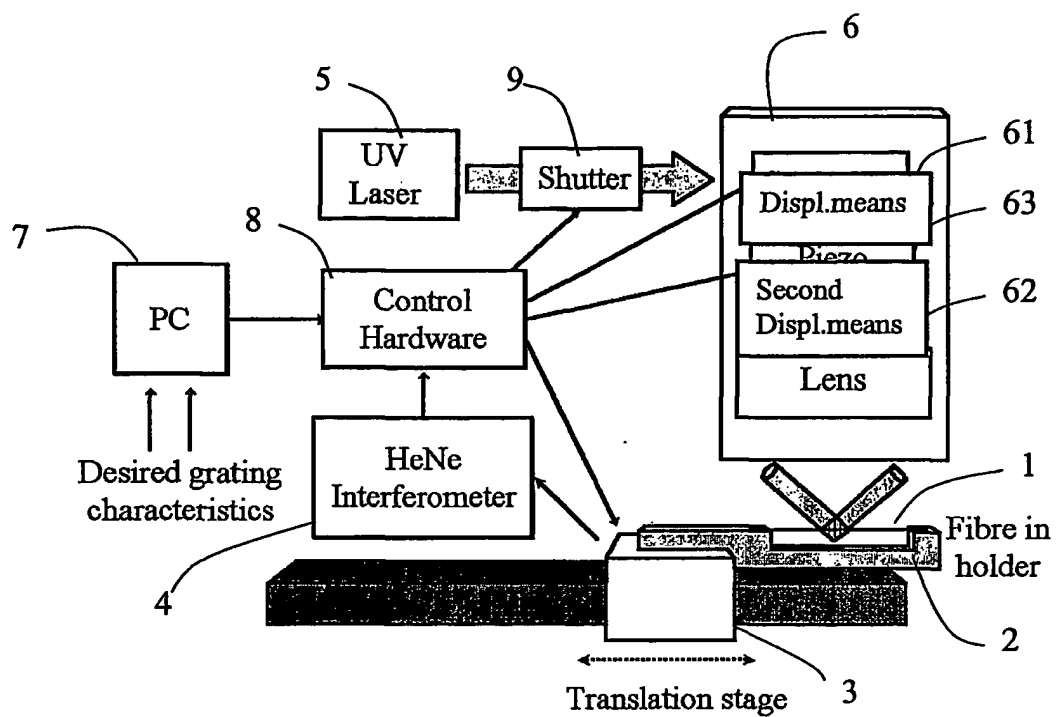 6
5
9
61
UV
Laser
Shutter
Displ.means
63
7
8
Piezo
PC
Control
Hardware
Second
Displ.means
62
Lens
Desired grating
characteristics
HeNe
Interferometer
1
Fibre in
holder
4
2
3
Translation stage